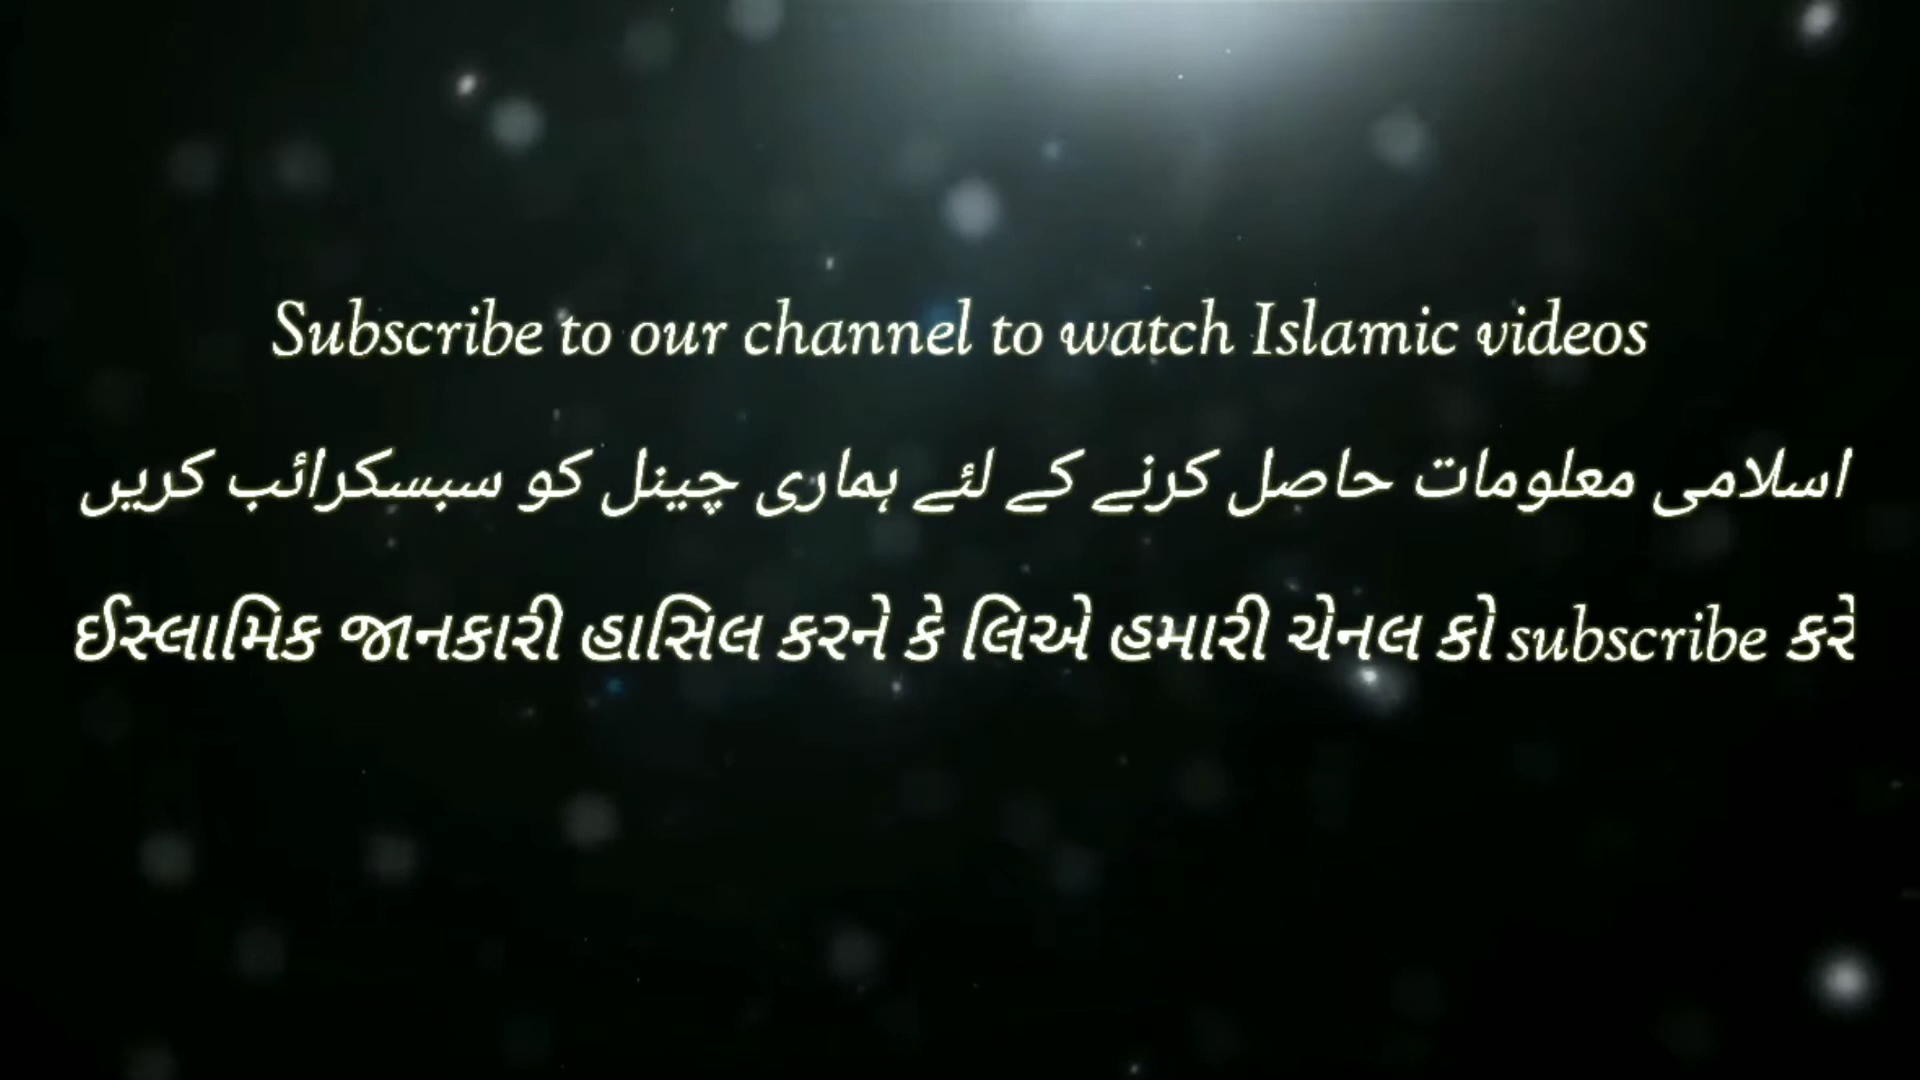 Subscribe to our channel to watch Islamic videos
اسلامی معلومات حاصل کرنے کے لئے ہماری چینل کو سبسکرائب کریں
ઈસ્લામિક જાનકારી હાસિલ કરને કે લિએ હમારી ચેનલ કો subscribe કરે